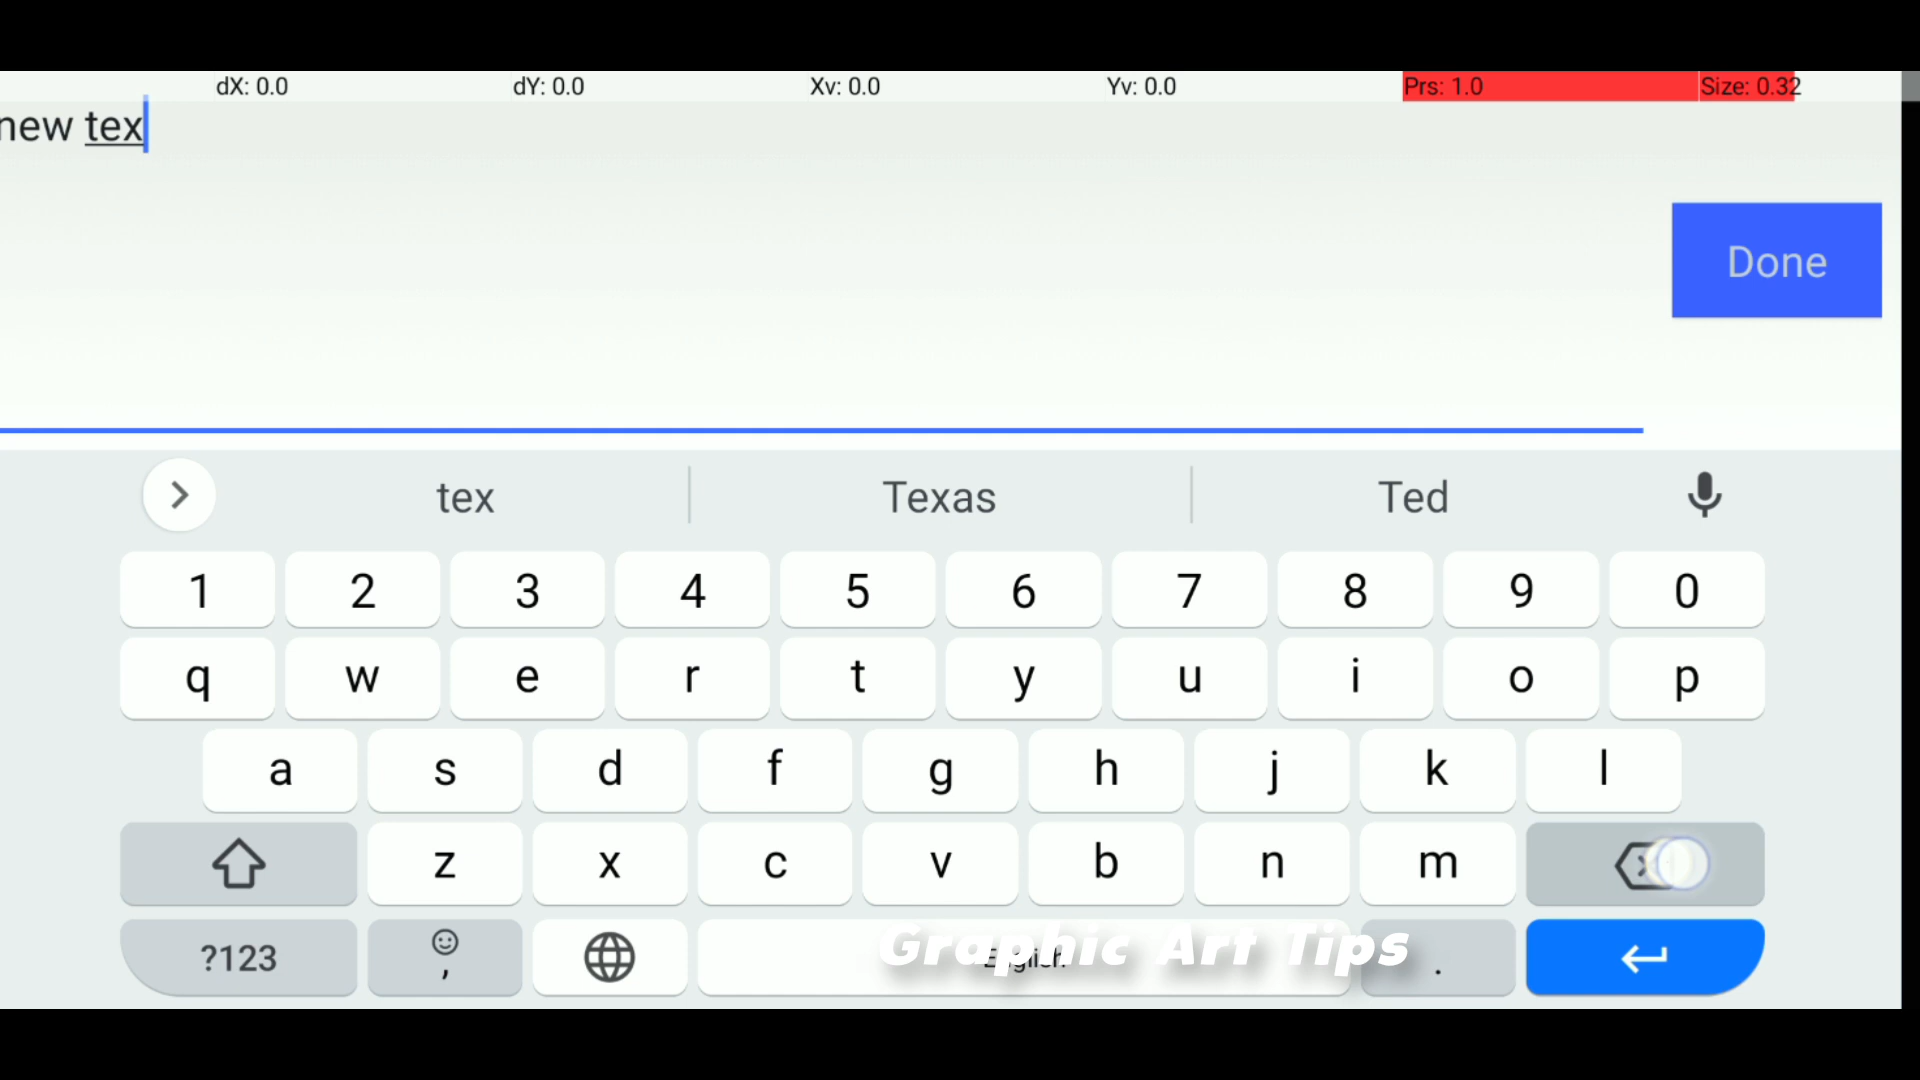 dX: 0.0 dY: 0.0 Xv: 0.0 Yv: 0.0 Prs: 1.0 Size: 0.32
new tex
Done
tex Texas Ted
1 2 3 4 5 6 7 8 9 0
q w e r t y u i o p
a s d f g h j k l
z x c v b n m
?123 , English .
Graphic Art Tips